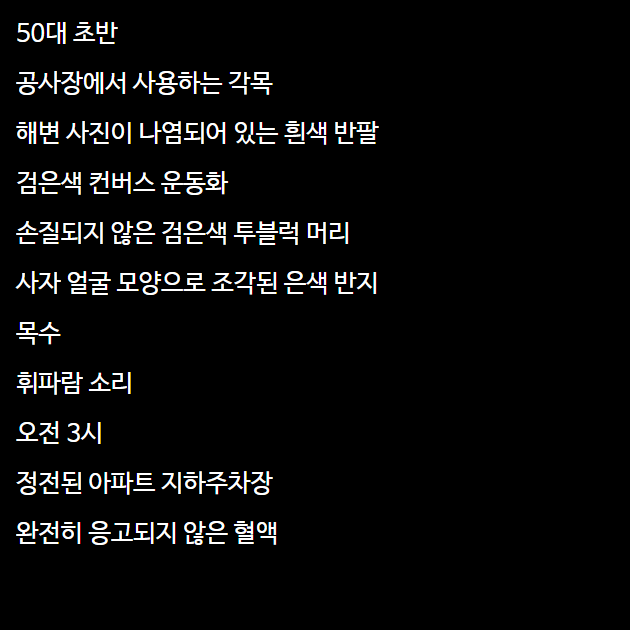 50대 초반
공사장에서 사용하는 각목
해변 사진이 나염되어 있는 흰색 반팔
검은색 컨버스 운동화
손질되지 않은 검은색 투블럭 머리
사자 얼굴 모양으로 조각된 은색 반지
목수
휘파람 소리
오전 3시
정전된 아파트 지하주차장
완전히 응고되지 않은 혈액